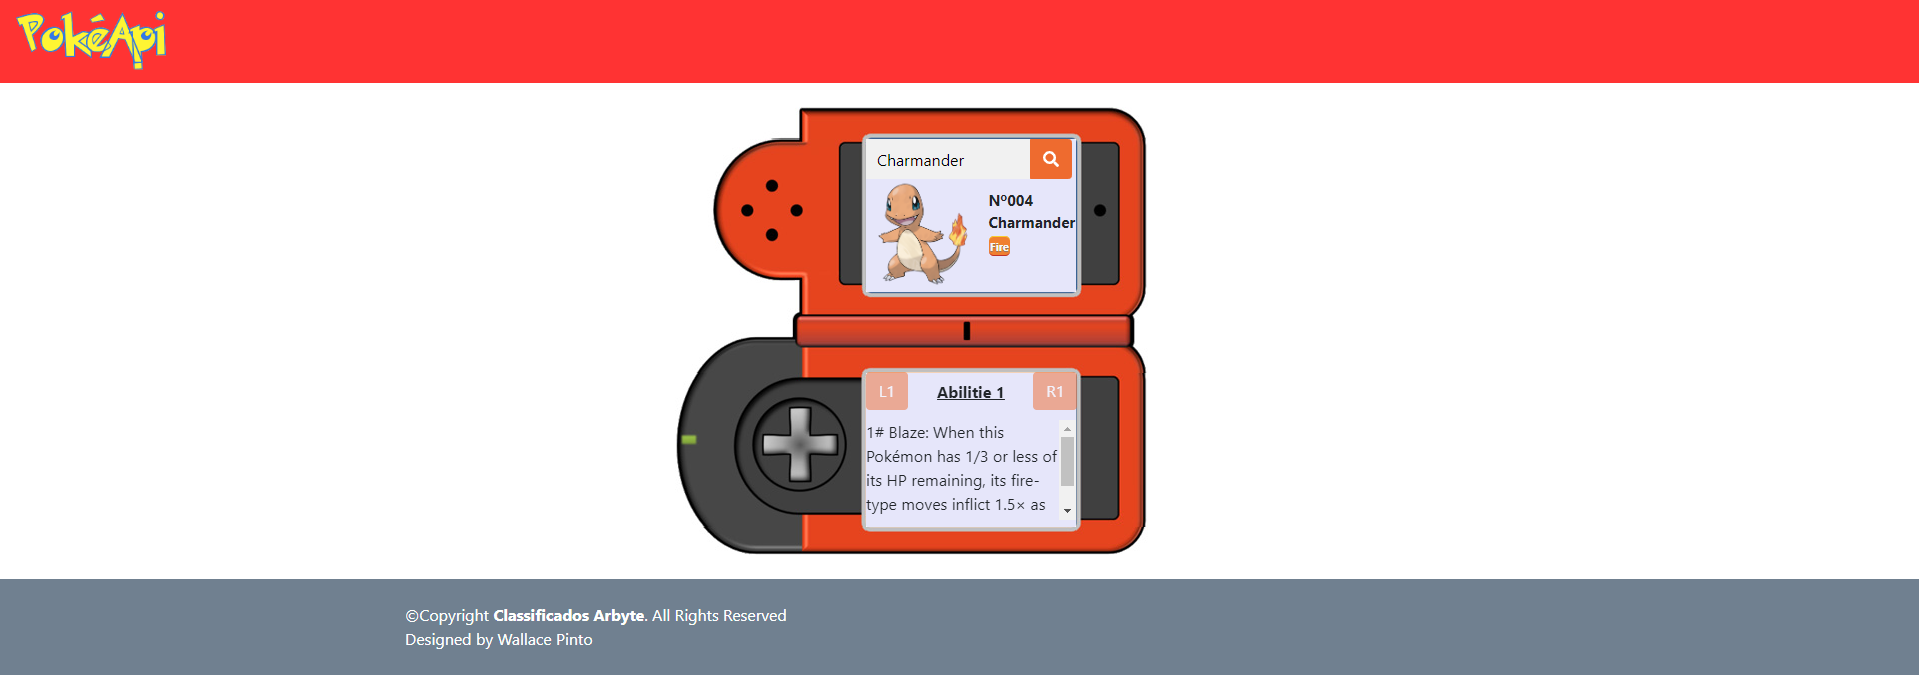 PokéApi
Charmander
Nº004
Charmander
Fire
L1
Abilitie 1
R1
1# Blaze: When this
Pokémon has 1/3 or less of
its HP remaining, its fire-
type moves inflict 1.5× as
©Copyright Classificados Arbyte. All Rights Reserved
Designed by Wallace Pinto